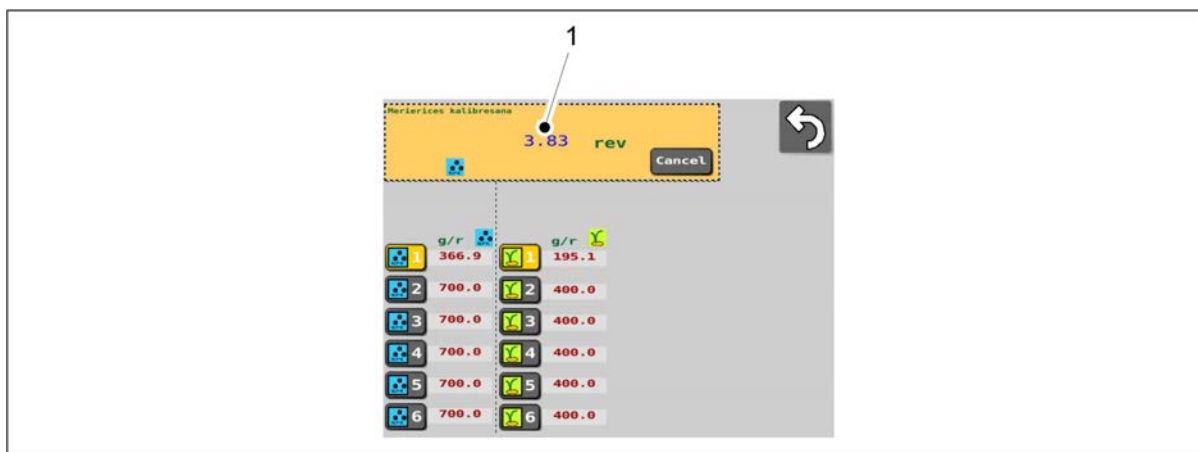 1
Merierices kalibresana
3.83 rev
Cancel
g/r g/r
1 366.9 1 195.1
2 700.0 2 400.0
3 700.0 3 400.0
4 700.0 4 400.0
5 700.0 5 400.0
6 700.0 6 400.0